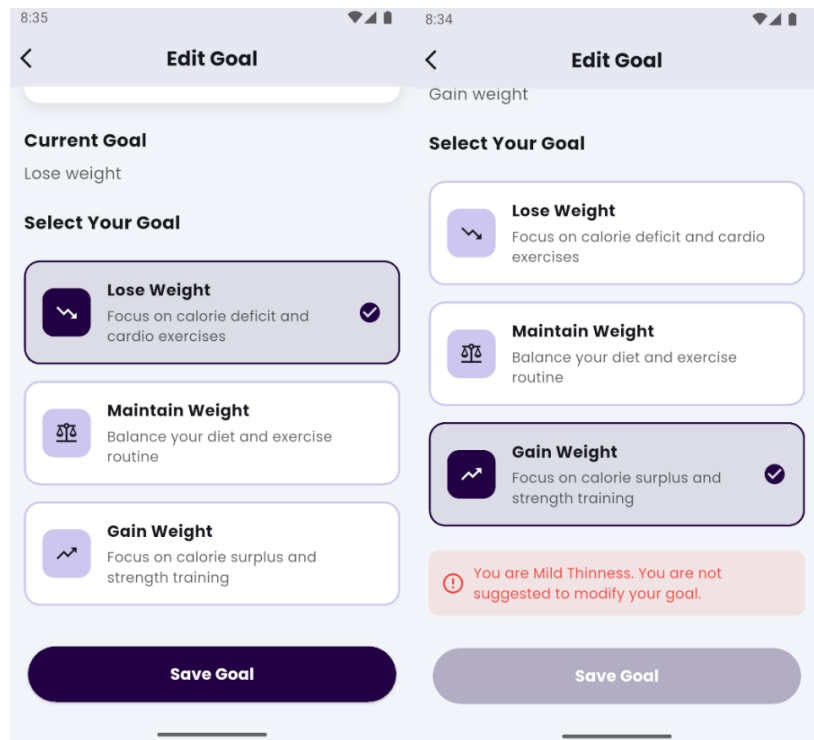 8:35
Edit Goal
Current Goal
Lose weight
Select Your Goal
Lose Weight
Focus on calorie deficit and
cardio exercises
Maintain Weight
Balance your diet and exercise
routine
Gain Weight
Focus on calorie surplus and
strength training
Save Goal
8:34
Edit Goal
Gain weight
Select Your Goal
Lose Weight
Focus on calorie deficit and cardio
exercises
Maintain Weight
Balance your diet and exercise
routine
Gain Weight
Focus on calorie surplus and
strength training
You are Mild Thinness. You are not
suggested to modify your goal.
Save Goal